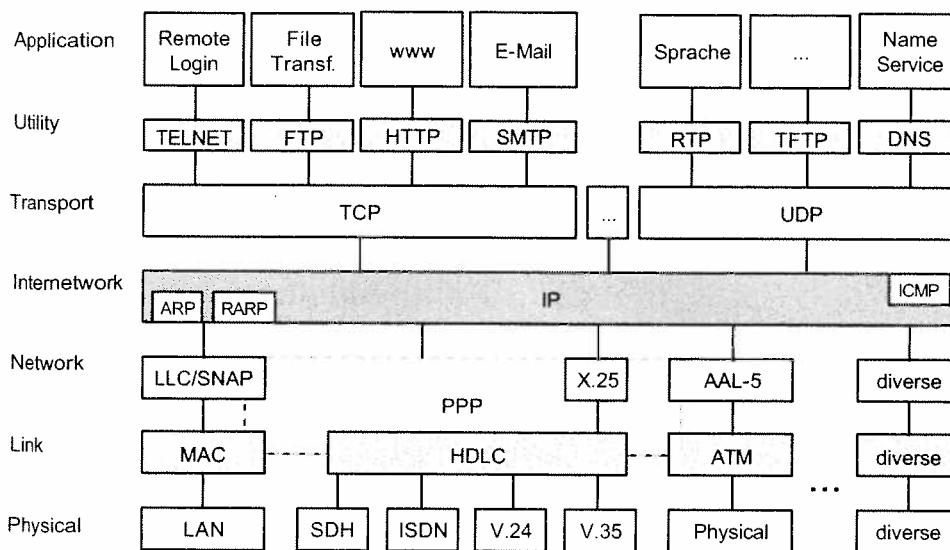 Application
Remote
Login
File
Transf.
www
E-Mail
Sprache
...
Name
Service
Utility
TELNET
FTP
HTTP
SMTP
RTP
TFTP
DNS
Transport
TCP
...
UDP
Internetwork
IP
ICMP
ARP
RARP
Network
LLC/SNAP
X.25
AAL-5
diverse
PPP
Link
MAC
HDLC
ATM
diverse
...
Physical
LAN
SDH
ISDN
V.24
V.35
Physical
diverse